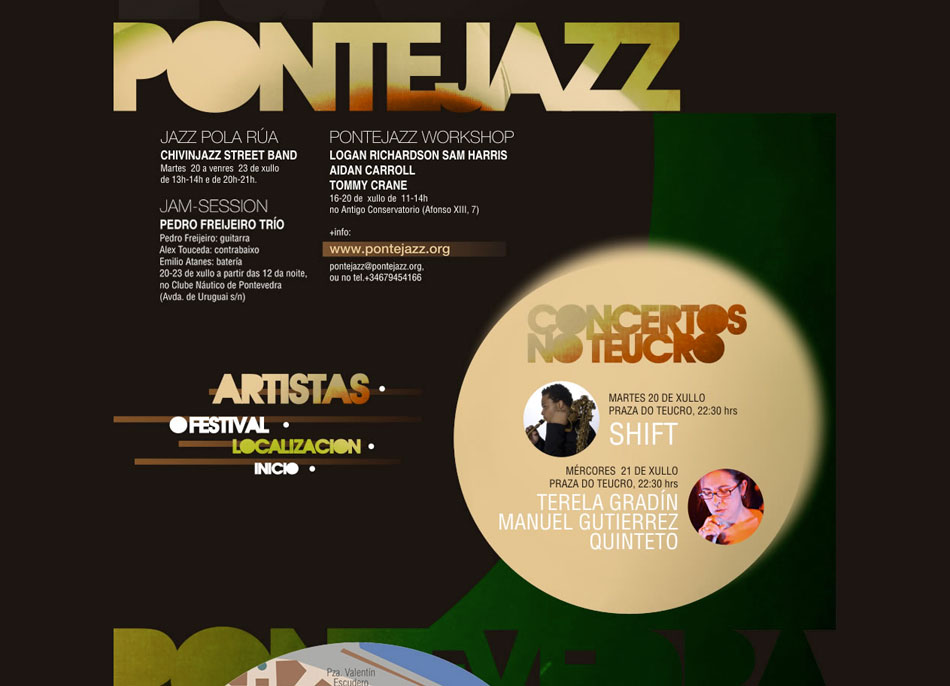 PONTEJAZZ
JAZZ POLA RÚA
CHIVINJAZZ STREET BAND
Martes 20 a venres 23 de xullo
de 13h-14h e de 20h-21h.
JAM-SESSION
PEDRO FREIJEIRO TRÍO
Pedro Freijeiro: guitarra
Alex Touceda: contrabaixo
Emilio Atanes: batería
20-23 de xullo a partir das 12 da noite,
no Clube Náutico de Pontevedra
(Avda. de Uruguai s/n)
PONTEJAZZ WORKSHOP
LOGAN RICHARDSON SAM HARRIS
AIDAN CARROLL
TOMMY CRANE
16-20 de xullo de 11-14h
no Antigo Conservatorio (Afonso XIII, 7)
+info:
www.pontejazz.org
pontejazz@pontejazz.org,
ou no tel.+34679454166
CONCERTOS
NO TEUCRO
MARTES 20 DE XULLO
PRAZA DO TEUCRO, 22:30 hrs
SHIFT
MÉRCORES 21 DE XULLO
PRAZA DO TEUCRO, 22:30 hrs
TERELA GRADÍN
MANUEL GUTIERREZ
QUINTETO
ARTISTAS
O FESTIVAL
LOCALIZACION
INICIO
PONTEVEDRA
Pza. Valentín
Escudero